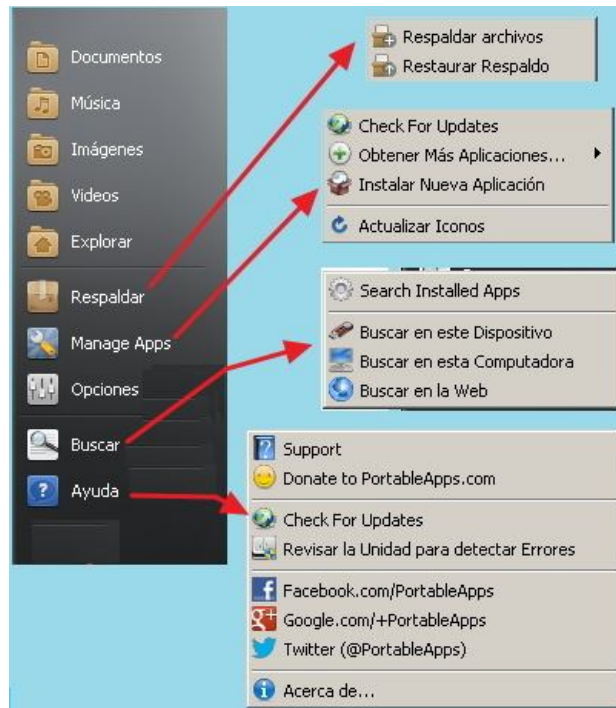 Documentos
Música
Imágenes
Videos
Explorar
Respaldar
Manage Apps
Opciones
Buscar
Ayuda
Respaldar archivos
Restaurar Respaldo
Check For Updates
Obtener Más Aplicaciones...
Instalar Nueva Aplicación
Actualizar Iconos
Search Installed Apps
Buscar en este Dispositivo
Buscar en esta Computadora
Buscar en la Web
Support
Donate to PortableApps.com
Check For Updates
Revisar la Unidad para detectar Errores
Facebook.com/PortableApps
Google.com/+PortableApps
Twitter (@PortableApps)
Acerca de...